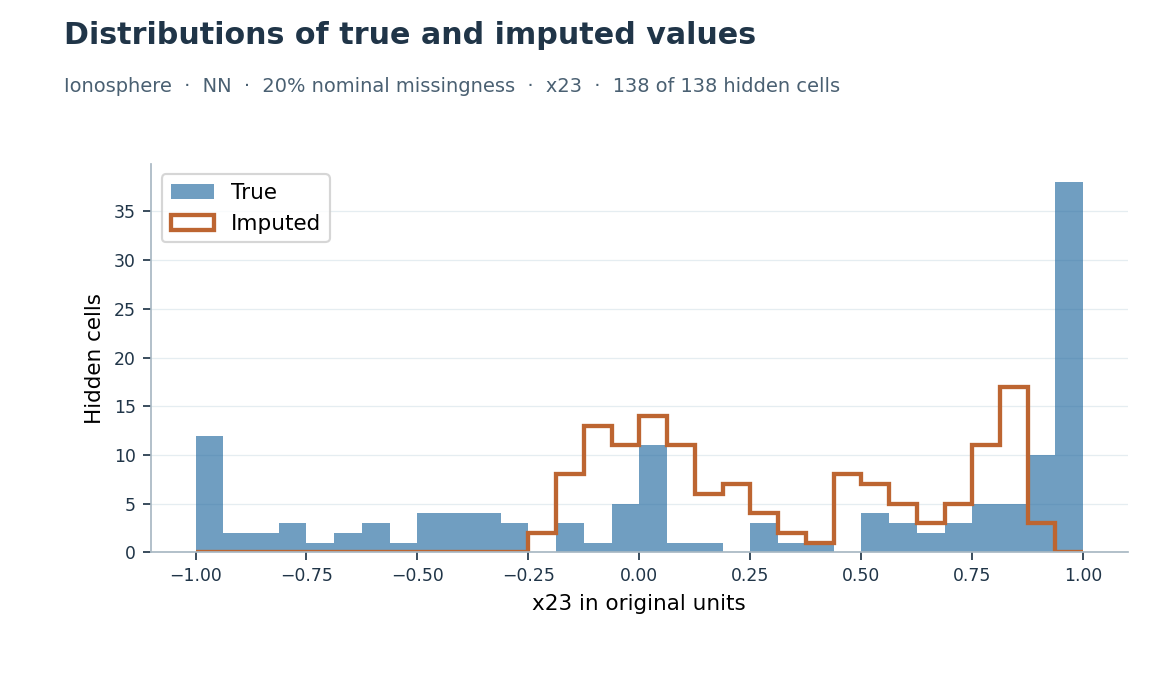 Distributions of true and imputed values
Ionosphere · NN · 20% nominal missingness · x23 · 138 of 138 hidden cells
True
Imputed
Hidden cells
35
30
25
20
15
10
5
0
−1.00 −0.75 −0.50 −0.25 0.00 0.25 0.50 0.75 1.00
x23 in original units